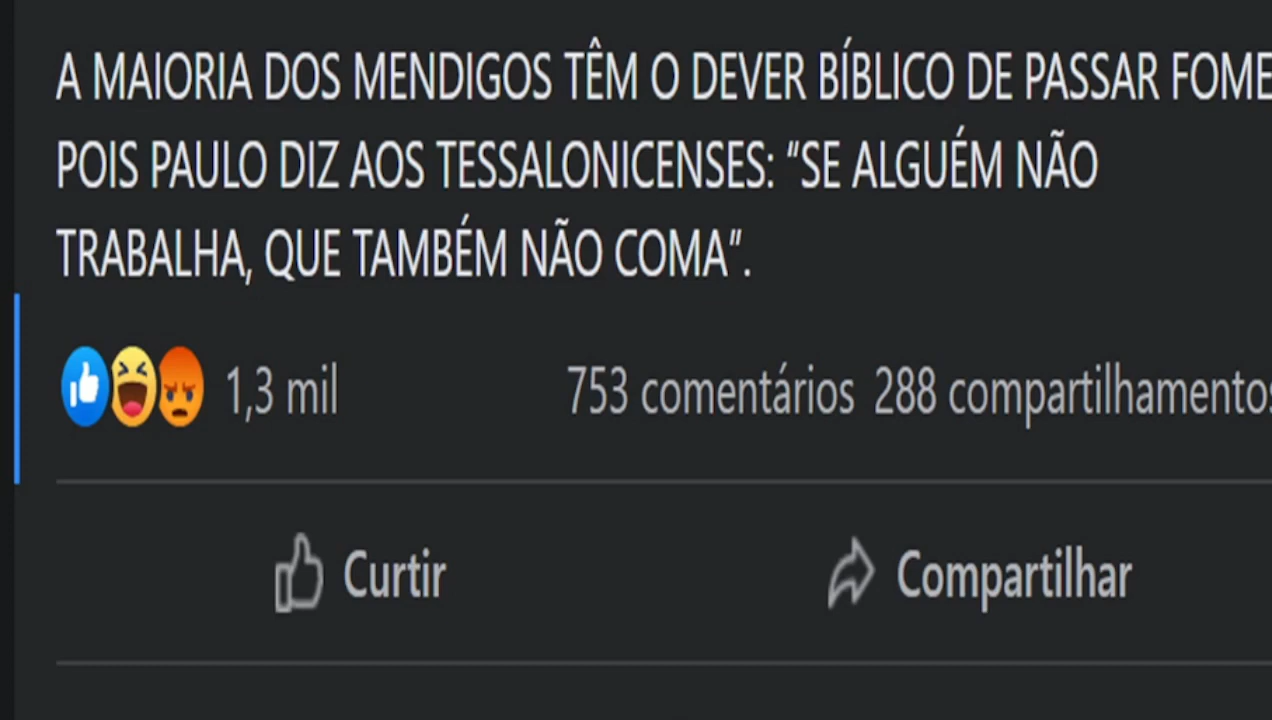 A MAIORIA DOS MENDIGOS TÊM O DEVER BÍBLICO DE PASSAR FOME
POIS PAULO DIZ AOS TESSALONICENSES: “SE ALGUÉM NÃO
TRABALHA, QUE TAMBÉM NÃO COMA”.
1,3 mil 753 comentários 288 compartilhamentos
Curtir Compartilhar